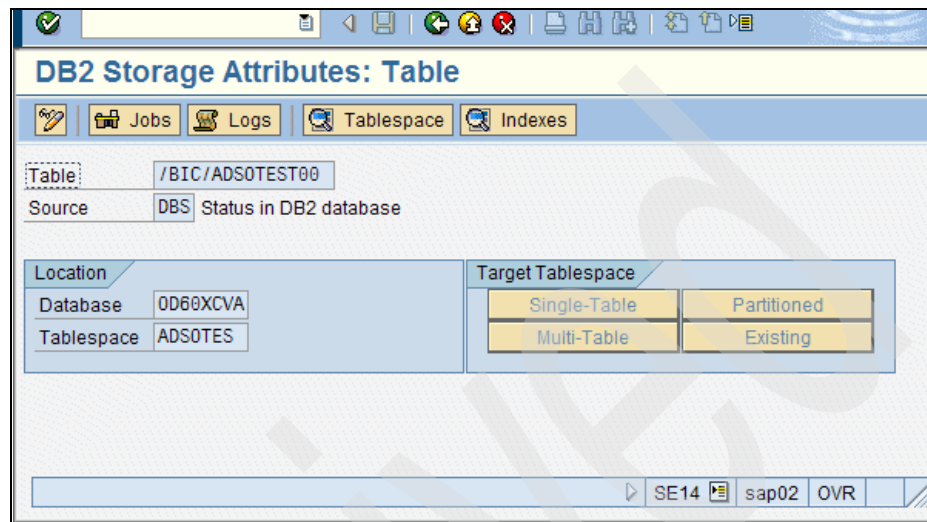 DB2 Storage Attributes: Table
Jobs Logs Tablespace Indexes
Table /BIC/ADSOTEST00
Source DBS Status in DB2 database
Location Target Tablespace
Database OD60XCVA Single-Table Partitioned
Tablespace ADSOTES Multi-Table Existing
SE14 sap02 OVR